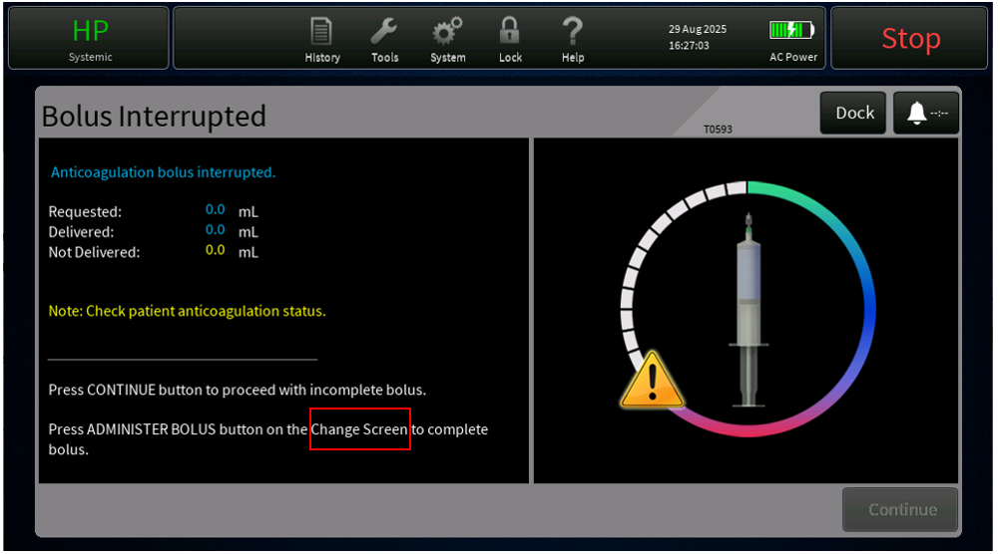 HP
Systemic
History
Tools
System
Lock
Help
29 Aug 2025
16:27:03
AC Power
Stop
Bolus Interrupted
T0593
Dock
--:--
Anticoagulation bolus interrupted.
Requested: 0.0 mL
Delivered: 0.0 mL
Not Delivered: 0.0 mL
Note: Check patient anticoagulation status.
Press CONTINUE button to proceed with incomplete bolus.
Press ADMINISTER BOLUS button on the Change Screen to complete
bolus.
Continue